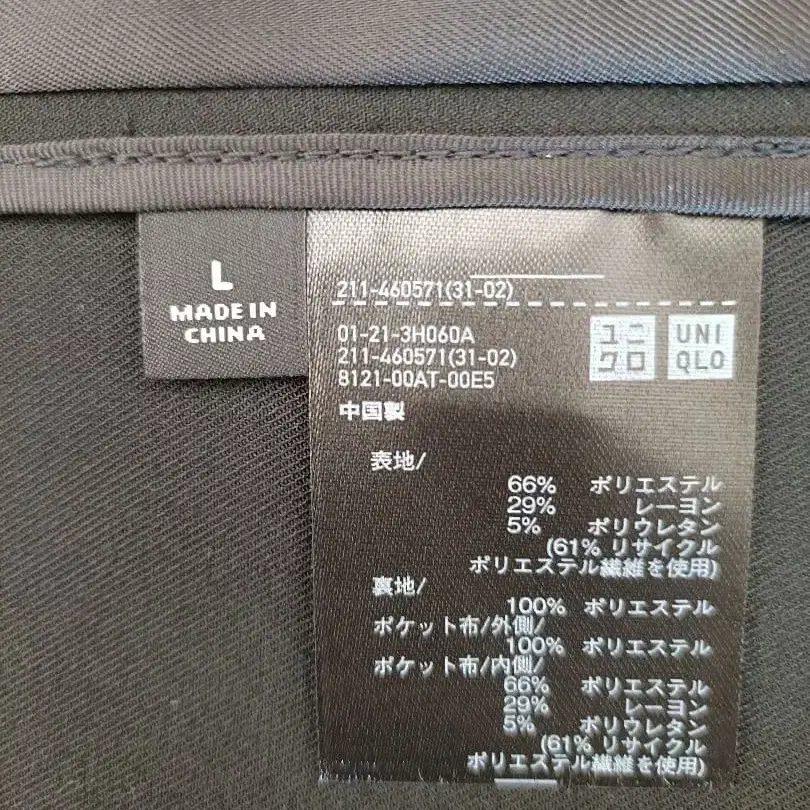 L
MADE IN
CHINA
211-460571(31-02)
01-21-3H060A
211-460571(31-02)
8121-00AT-00E5
ユニ
クロ
UNI
QLO
中国製
表地/
66% ポリエステル
29% レーヨン
5% ポリウレタン
(61% リサイクル
ポリエステル繊維を使用)
裏地/
100% ポリエステル
ポケット布/外側/
100% ポリエステル
ポケット布/内側/
66% ポリエステル
29% レーヨン
5% ポリウレタン
(61% リサイクル
ポリエステル繊維を使用)